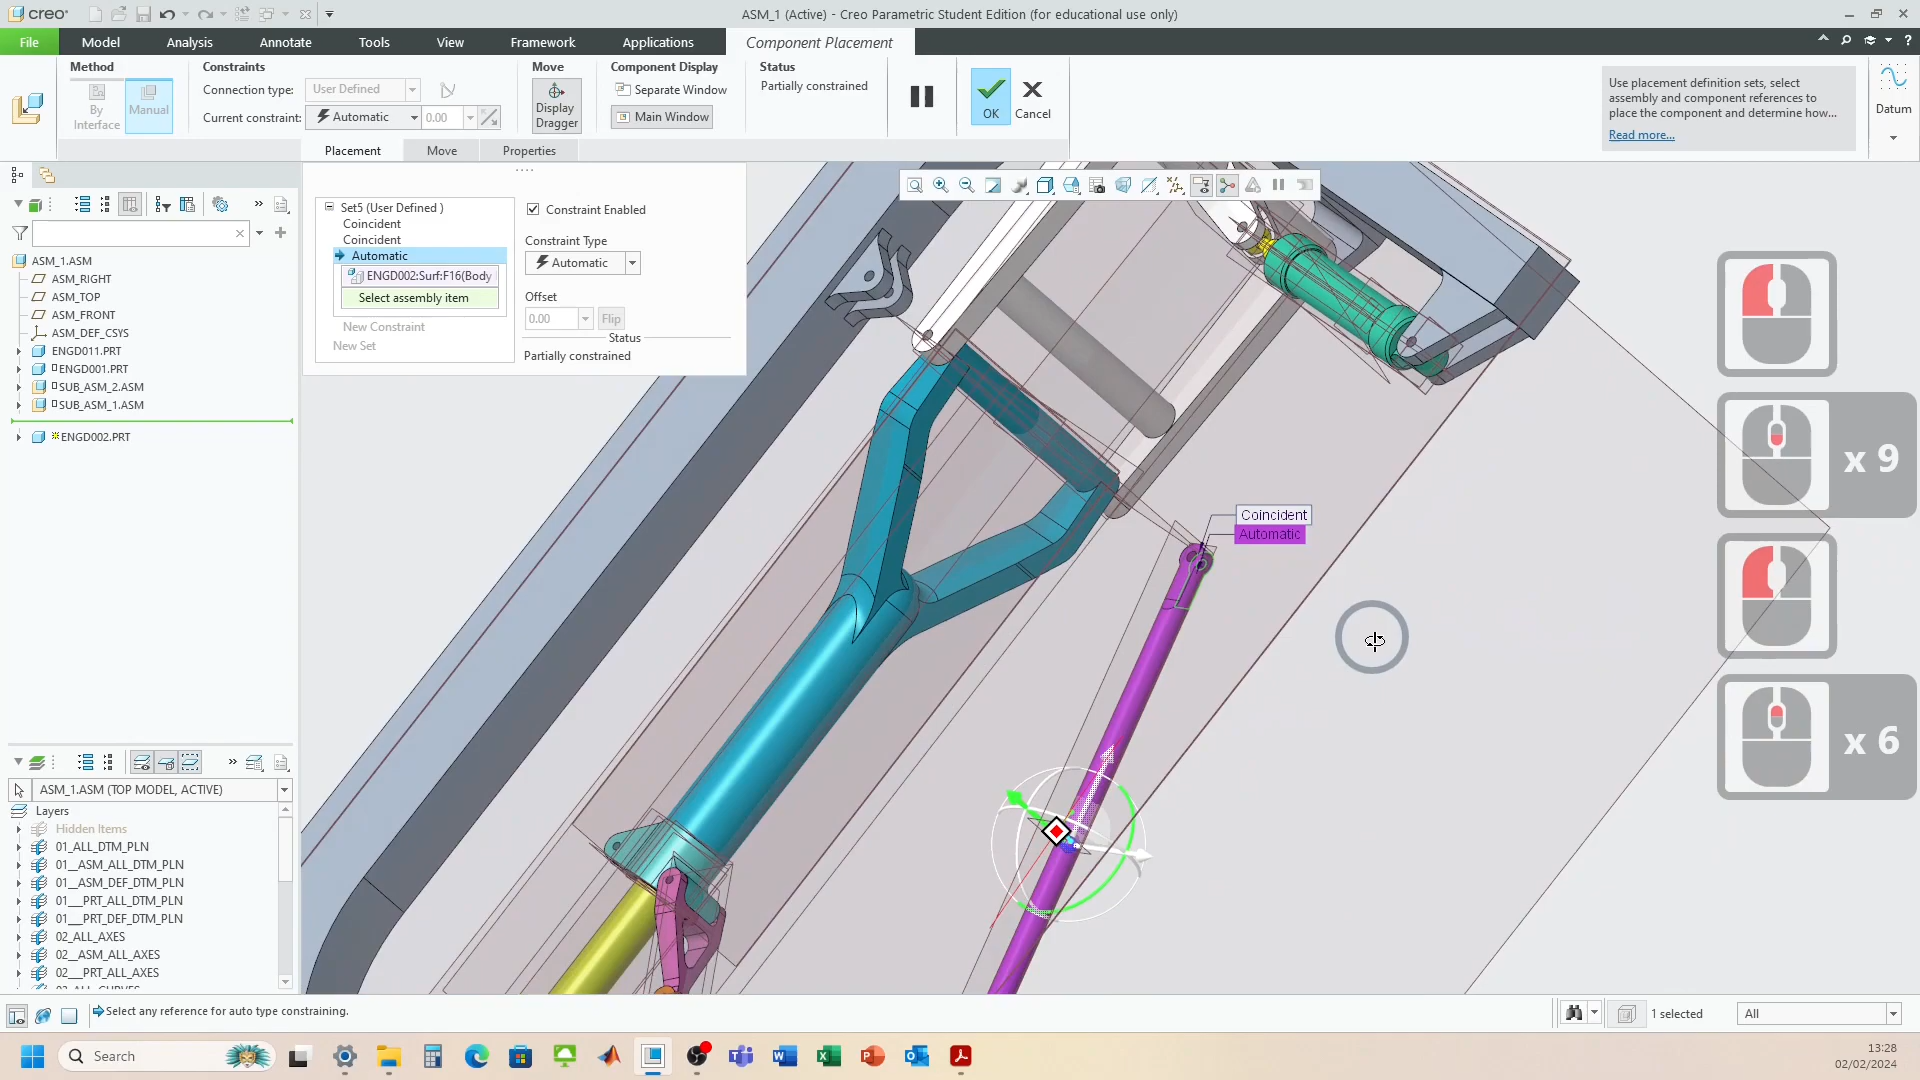 creo
ASM_1 (Active) - Creo Parametric Student Edition (for educational use only)
File
Model
Analysis
Annotate
Tools
View
Framework
Applications
Component Placement
Method
By Interface
Manual
Constraints
Connection type:
User Defined
Current constraint:
Automatic
0.00
Move
Display Dragger
Component Display
Separate Window
Main Window
Status
Partially constrained
OK
Cancel
Use placement definition sets, select
assembly and component references to
place the component and determine how...
Read more...
Datum
Placement
Move
Properties
Set5 (User Defined )
Coincident
Coincident
Automatic
ENGD002:Surf:F16(Body
Select assembly item
New Constraint
New Set
Constraint Enabled
Constraint Type
Automatic
Offset
0.00
Flip
Status
Partially constrained
ASM_1.ASM
ASM_RIGHT
ASM_TOP
ASM_FRONT
ASM_DEF_CSYS
ENGD011.PRT
ENGD001.PRT
SUB_ASM_2.ASM
SUB_ASM_1.ASM
ENGD002.PRT
Coincident
Automatic
x 9
x 6
ASM_1.ASM (TOP MODEL, ACTIVE)
Layers
Hidden Items
01_ALL_DTM_PLN
01__ASM_ALL_DTM_PLN
01__ASM_DEF_DTM_PLN
01___PRT_ALL_DTM_PLN
01___PRT_DEF_DTM_PLN
02_ALL_AXES
02__ASM_ALL_AXES
02___PRT_ALL_AXES
Select any reference for auto type constraining.
1 selected
All
Search
13:28
02/02/2024